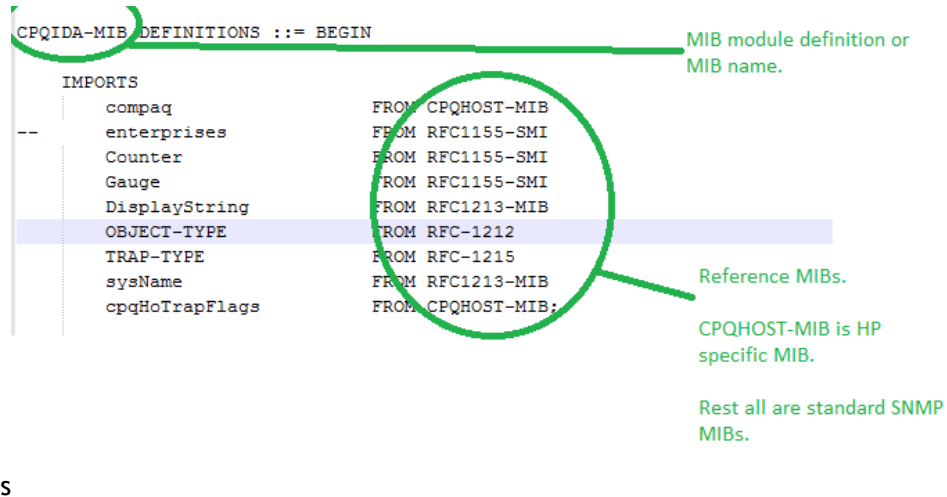 CPQIDA-MIB DEFINITIONS ::= BEGIN
MIB module definition or
MIB name.
IMPORTS
compaq FROM CPQHOST-MIB
-- enterprises FROM RFC1155-SMI
Counter FROM RFC1155-SMI
Gauge FROM RFC1155-SMI
DisplayString FROM RFC1213-MIB
OBJECT-TYPE FROM RFC-1212
TRAP-TYPE FROM RFC-1215
sysName FROM RFC1213-MIB
cpqHoTrapFlags FROM CPQHOST-MIB;
Reference MIBs.
CPQHOST-MIB is HP
specific MIB.
Rest all are standard SNMP
MIBs.
s